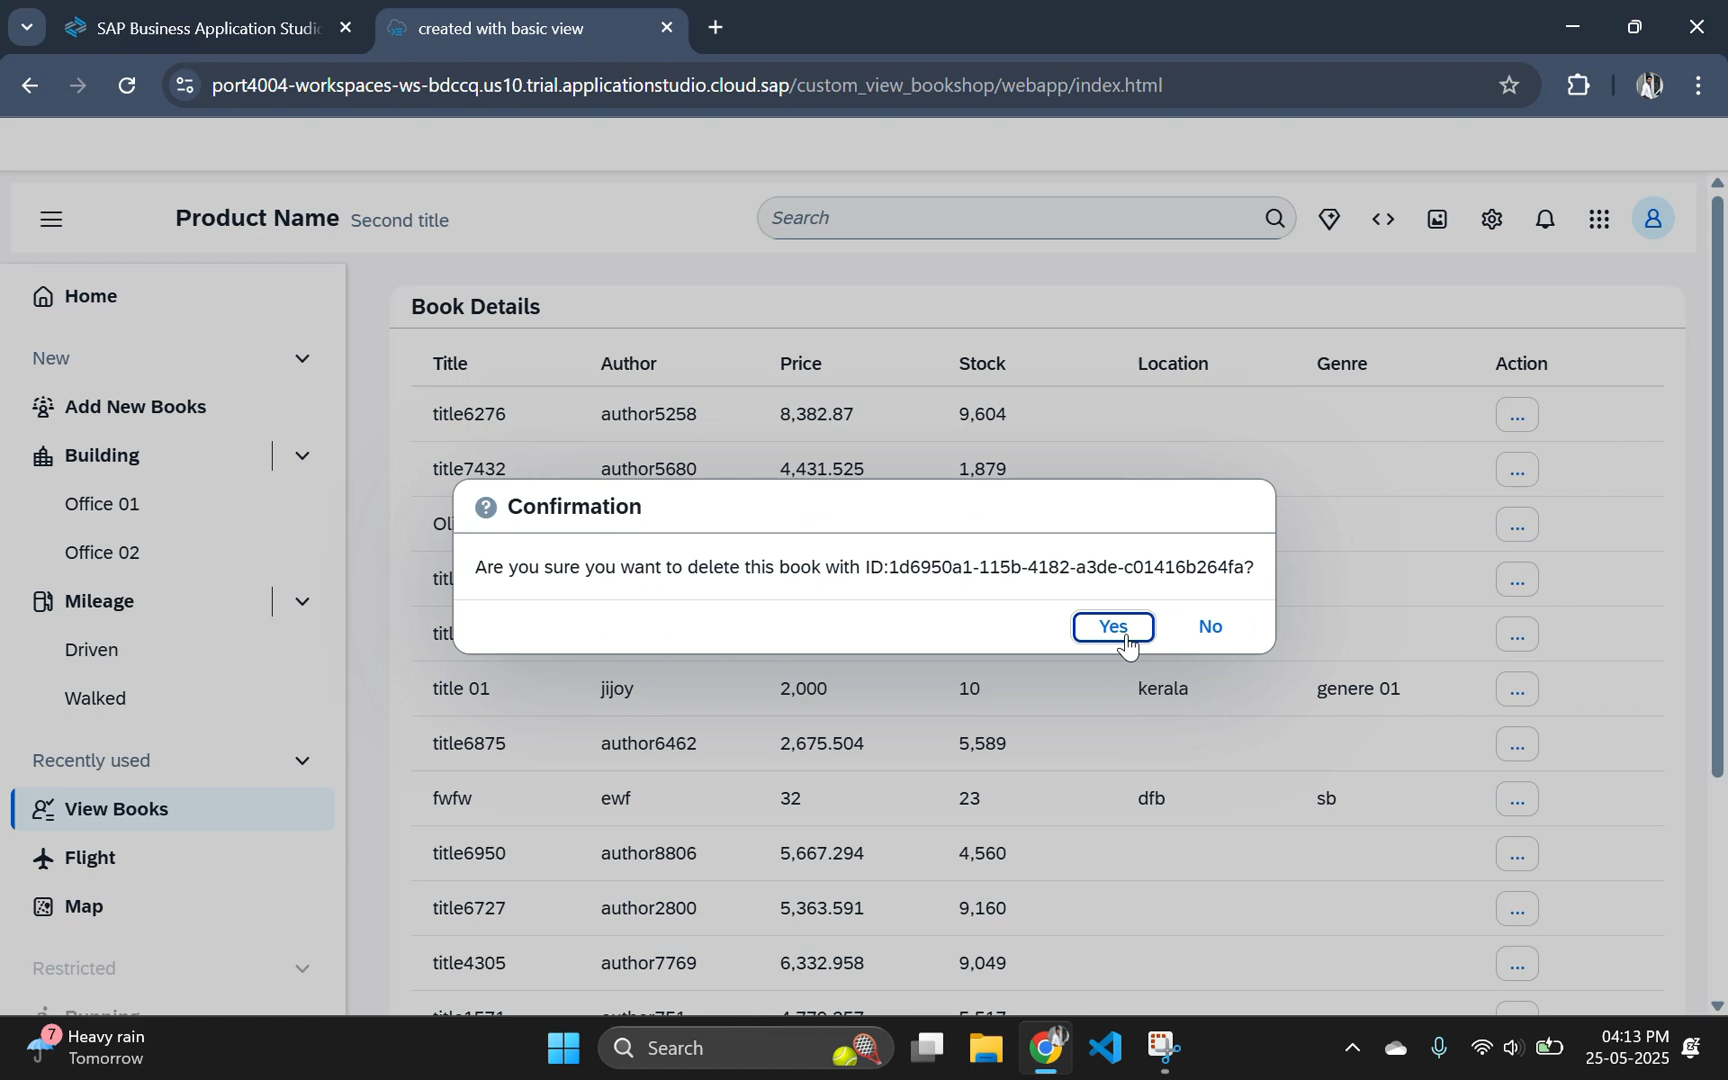 SAP Business Application Studio
created with basic view
port4004-workspaces-ws-bdccq.us10.trial.applicationstudio.cloud.sap/custom_view_bookshop/webapp/index.html
Product Name Second title
Search
Home
New
Add New Books
Building
Office 01
Office 02
Mileage
Driven
Walked
Recently used
View Books
Flight
Map
Restricted
Running
Book Details
Title Author Price Stock Location Genre Action
title6276 author5258 8,382.87 9,604 ...
title7432 author5680 4,431.525 1,879 ...
...
...
...
Confirmation
Are you sure you want to delete this book with ID:1d6950a1-115b-4182-a3de-c01416b264fa?
Yes No
title 01 jijoy 2,000 10 kerala genere 01 ...
title6875 author6462 2,675.504 5,589 ...
fwfw ewf 32 23 dfb sb ...
title6950 author8806 5,667.294 4,560 ...
title6727 author2800 5,363.591 9,160 ...
title4305 author7769 6,332.958 9,049 ...
7
Heavy rain
Tomorrow
Search
04:13 PM
25-05-2025